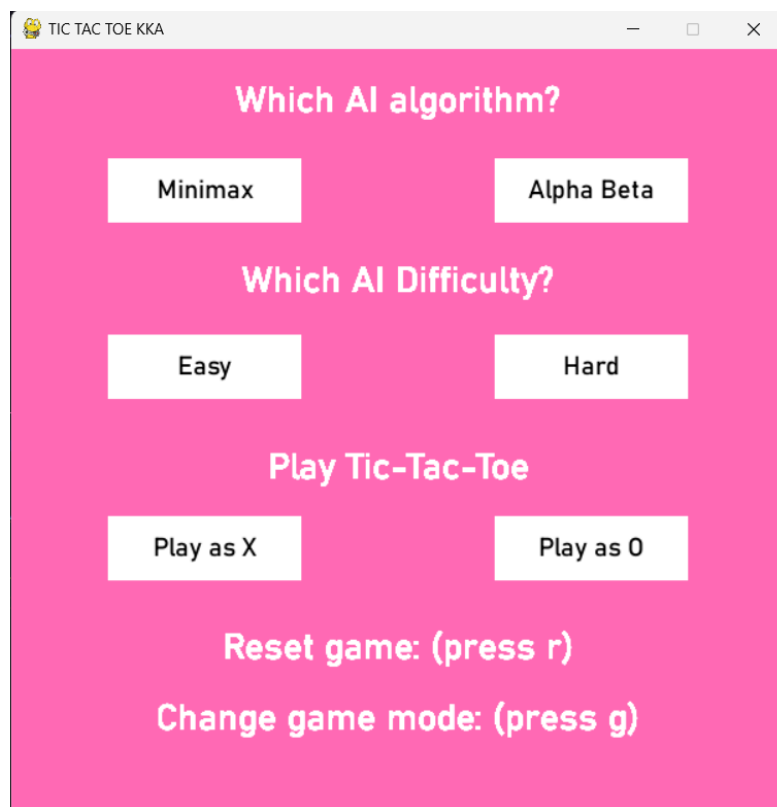 TIC TAC TOE KKA
Which AI algorithm?
Minimax Alpha Beta
Which AI Difficulty?
Easy Hard
Play Tic-Tac-Toe
Play as X Play as O
Reset game: (press r)
Change game mode: (press g)